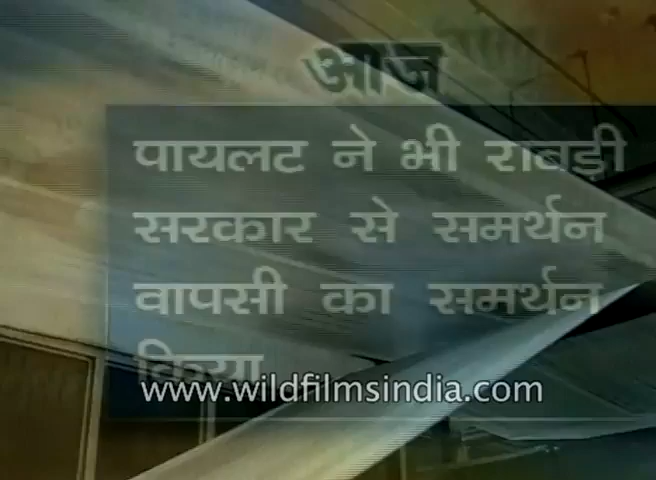 आज
पायलट ने भी राबड़ी
सरकार से समर्थन
वापसी का समर्थन
किया
www.wildfilmsindia.com